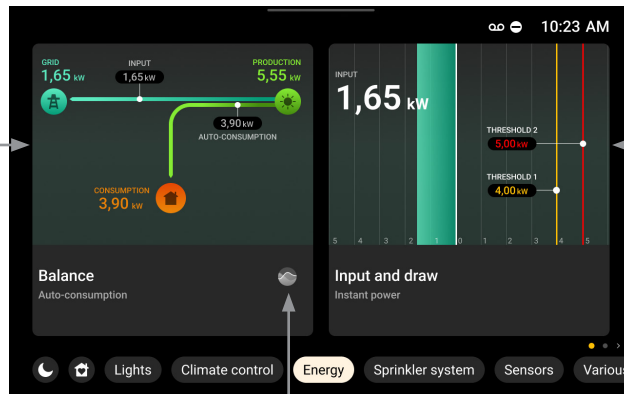 10:23 AM
GRID
1,65 kW
INPUT
1,65 kW
PRODUCTION
5,55 kW
3,90 kW
AUTO-CONSUMPTION
CONSUMPTION
3,90 kW
Balance
Auto-consumption
INPUT
1,65 kW
THRESHOLD 2
5,00 kW
THRESHOLD 1
4,00 kW
5 4 3 2 1 0 1 2 3 4 5
Input and draw
Instant power
Lights Climate control Energy Sprinkler system Sensors Various